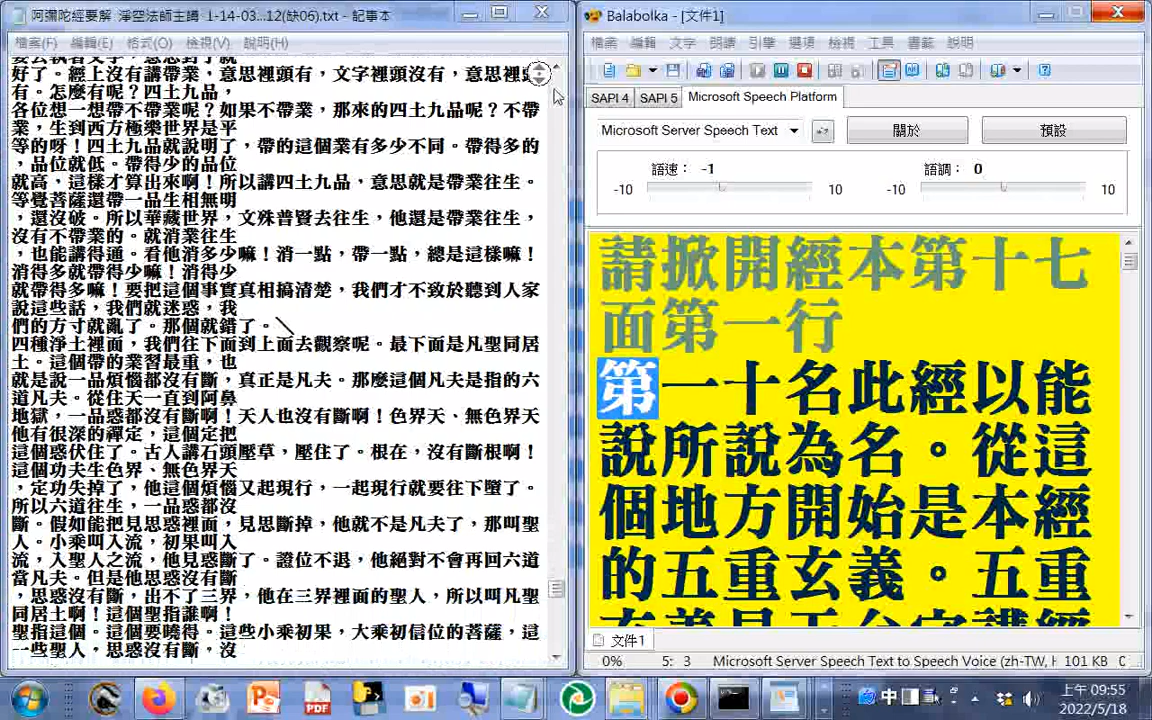 阿彌陀經要解 淨空法師主講 1-14-03...12(缺06).txt - 記事本
檔案(F) 編輯(E) 格式(O) 檢視(V) 說明(H)
好了。經上沒有講帶業，意思裡頭有，文字裡頭沒有，意思裡
有。怎麼有呢？四土九品，
各位想一想帶不帶業呢？如果不帶業，那來的四土九品呢？不帶
業，生到西方極樂世界是平
等的呀！四土九品就說明了，帶的這個業有多少不同。帶得多的
，品位就低。帶得少的品位
就高，這樣才算出來啊！所以講四土九品，意思就是帶業往生。
等覺菩薩還帶一品生相無明
，還沒破。所以華藏世界，文殊普賢去往生，他還是帶業往生，
沒有不帶業的。就消業往生
，也能講得通。看他消多少嘛！消一點，帶一點，總是這樣嘛！
消得多就帶得少嘛！消得少
就帶得多嘛！要把這個事實真相搞清楚，我們才不致於聽到人家
說這些話，我們就迷惑，我
們的方寸就亂了。那個就錯了。╲
四種淨土裡面，我們往下面到上面去觀察呢。最下面是凡聖同居
土。這個帶的業習最重，也
就是說一品煩惱都沒有斷，真正是凡夫。那麼這個凡夫是指的六
道凡夫。從住天一直到阿鼻
地獄，一品惑都沒有斷啊！天人也沒有斷啊！色界天、無色界天
他有很深的禪定，這個定把
這個惑伏住了。古人講石頭壓草，壓住了。根在，沒有斷根啊！
這個功夫生色界、無色界天
，定功失掉了，他這個煩惱又起現行，一起現行就要往下墮了。
所以六道往生，一品惑都沒
斷。假如能把見思惑裡面，見思斷掉，他就不是凡夫了，那叫聖
人。小乘叫入流，初果叫入
流，入聖人之流，他見惑斷了。證位不退，他絕對不會再回六道
當凡夫。但是他思惑沒有斷
，思惑沒有斷，出不了三界，他在三界裡面的聖人，所以叫凡聖
同居土啊！這個聖指誰啊！
聖指這個。這個要曉得。這些小乘初果，大乘初信位的菩薩，這
一些聖人，思惑沒有斷，沒
Balabolka - [文件1]
檔案 編輯 文字 朗讀 引擎 選項 檢視 工具 書籤 說明
SAPI 4 SAPI 5 Microsoft Speech Platform
Microsoft Server Speech Text 關於 預設
語速： -1 語調： 0
-10 10 -10 10
請掀開經本第十七
面第一行
第一十名此經以能
說所說為名。從這
個地方開始是本經
的五重玄義。五重
玄義是天台宗講經
文件1
0% 5: 3 Microsoft Server Speech Text to Speech Voice (zh-TW, H 101 KB
中
上午 09:55
2022/5/18